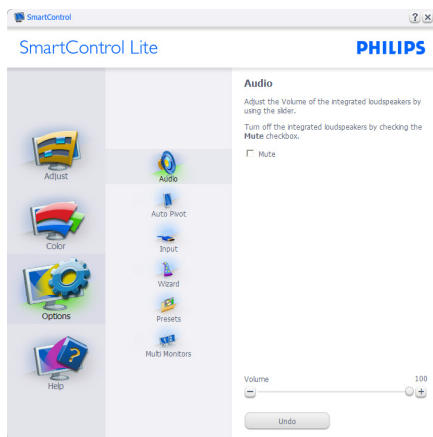 SmartControl
SmartControl Lite
PHILIPS
Adjust
Color
Options
Help
Audio
Auto Pivot
Input
Wizard
Presets
Multi Monitors
Audio
Adjust the Volume of the integrated loudspeakers by
using the slider.
Turn off the integrated loudspeakers by checking the
Mute checkbox.
Mute
Volume 100
Undo